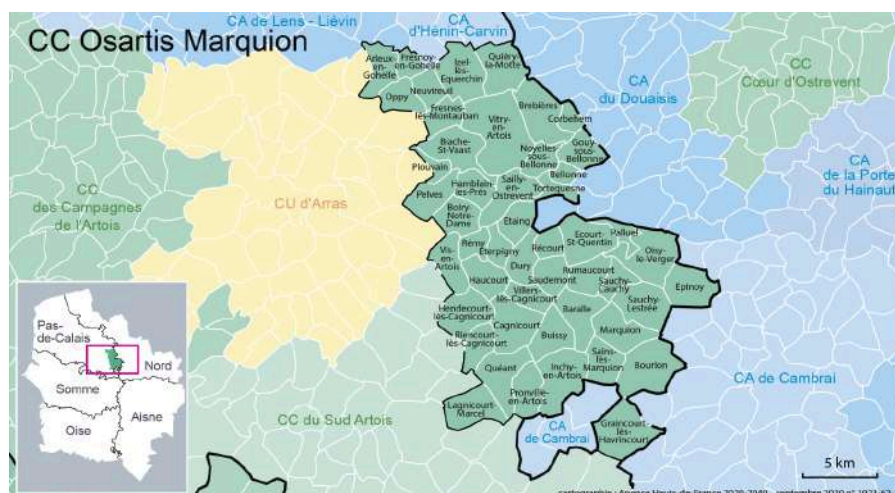 CC Osartis Marquion
CA de Lens - Liévin
CA
d'Hénin-Carvin
CA
du Douaisis
CC
Cœur d'Ostrevent
CA
de la Porte
du Hainaut
CC
des Campagnes
de l'Artois
CU d'Arras
Arleux-
en-
Gohelle
Fresnoy-
en-Gohelle
Izel-
lès-
Equerchin
Quiéry-
la-Motte
Oppy
Neuvireuil
Fresnes-
lès-Montauban
Vitry-
en-
Artois
Brebières
Corbehem
Biache-
St-Vaast
Noyelles-
sous-
Bellonne
Gouy-
sous-
Bellonne
Plouvain
Bellonne
Pelves
Hamblain-
les-Prés
Sailly-
en-
Ostrevent
Tortequesne
Boiry-
Notre-
Dame
Étaing
Vis-
en-
Artois
Rémy
Éterpigny
Récourt
Ecourt-
St-Quentin
Palluel
Oisy-
le-Verger
Haucourt
Dury
Saudemont
Rumaucourt
Sauchy-
Cauchy
Epinoy
Villers-
lès-Cagnicourt
Sauchy-
Lestrée
Hendecourt-
lès-Cagnicourt
Cagnicourt
Baralle
Riencourt-
lès-Cagnicourt
Buissy
Marquion
Quéant
Inchy-
en-Artois
Sains-
lès-
Marquion
Bourlon
Pronville-
en-Artois
Lagnicourt-
Marcel
Graincourt-
lès-
Havrincourt
CA
de Cambrai
CA de Cambrai
CC du Sud Artois
Pas-
de-Calais
Nord
Somme
Aisne
Oise
5 km